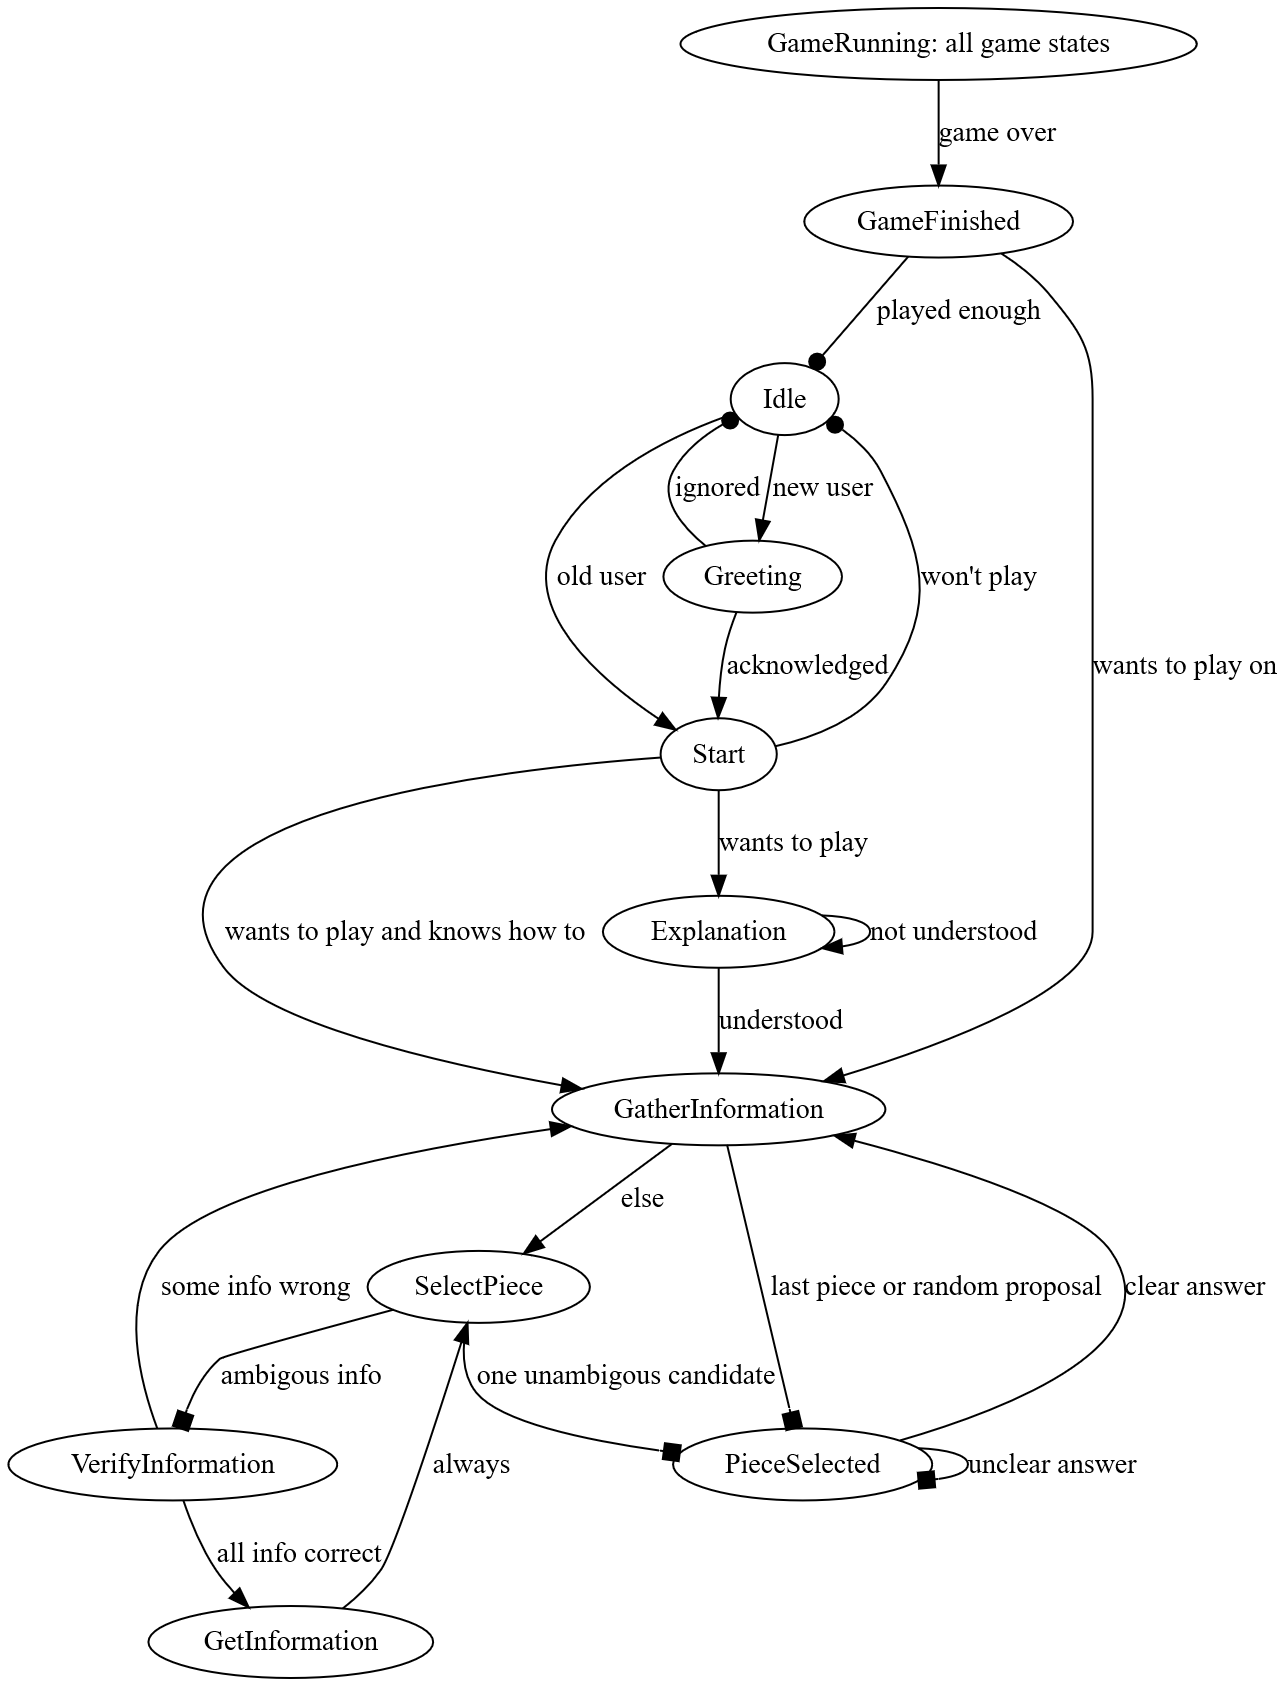 GameRunning: all game states
game over
GameFinished
played enough
Idle
ignored
new user
old user
Greeting
won't play
acknowledged
wants to play on
Start
wants to play
wants to play and knows how to
Explanation
not understood
understood
GatherInformation
else
some info wrong
SelectPiece
last piece or random proposal
clear answer
ambigous info
one unambigous candidate
VerifyInformation
always
PieceSelected
unclear answer
all info correct
GetInformation